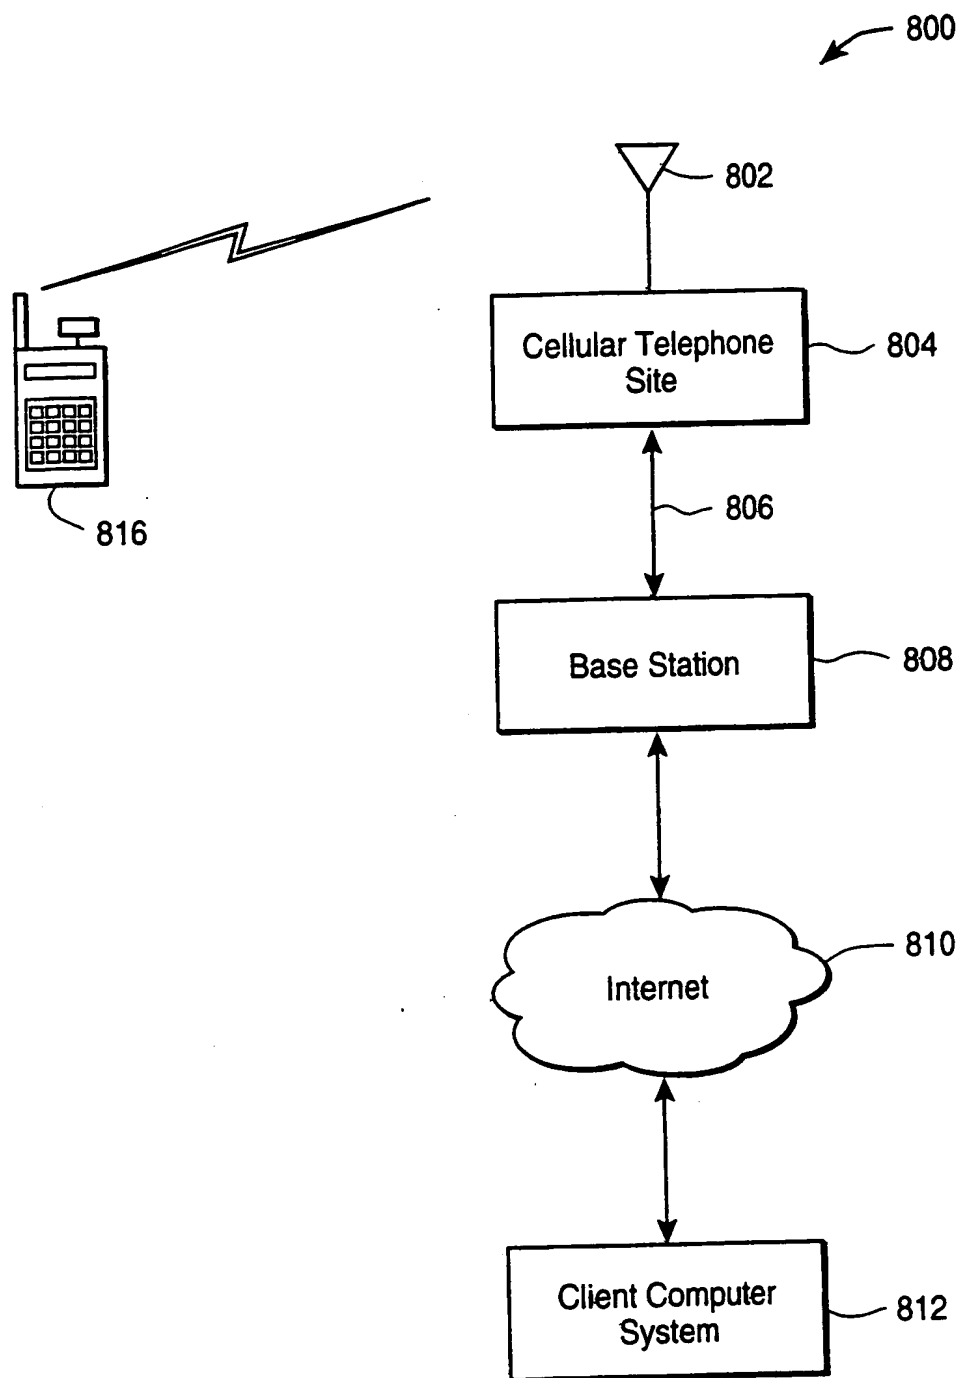 800
802
Cellular Telephone
Site
804
806
816
Base Station
808
810
Internet
Client Computer
System
812